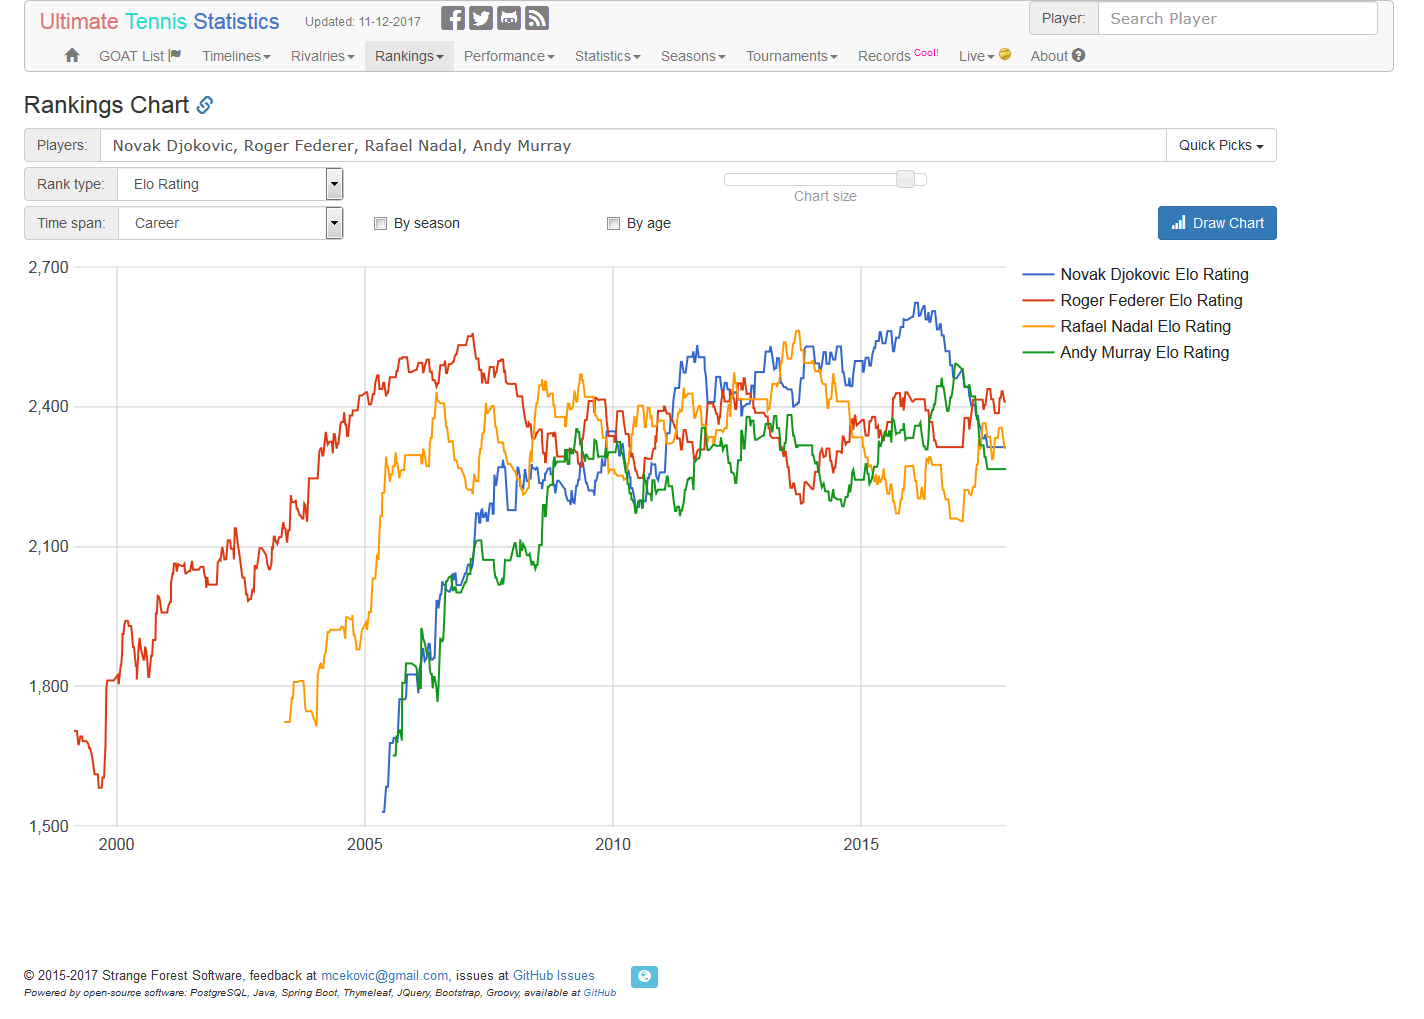 Ultimate Tennis Statistics Updated: 11-12-2017 Player: Search Player
GOAT List Timelines Rivalries Rankings Performance Statistics Seasons Tournaments Records Cool! Live About
Rankings Chart
Players: Novak Djokovic, Roger Federer, Rafael Nadal, Andy Murray Quick Picks
Rank type: Elo Rating
Chart size
Time span: Career By season By age Draw Chart
2,700
2,400
2,100
1,800
1,500
2000 2005 2010 2015
Novak Djokovic Elo Rating
Roger Federer Elo Rating
Rafael Nadal Elo Rating
Andy Murray Elo Rating
© 2015-2017 Strange Forest Software, feedback at mcekovic@gmail.com, issues at GitHub Issues
Powered by open-source software: PostgreSQL, Java, Spring Boot, Thymeleaf, JQuery, Bootstrap, Groovy, available at GitHub